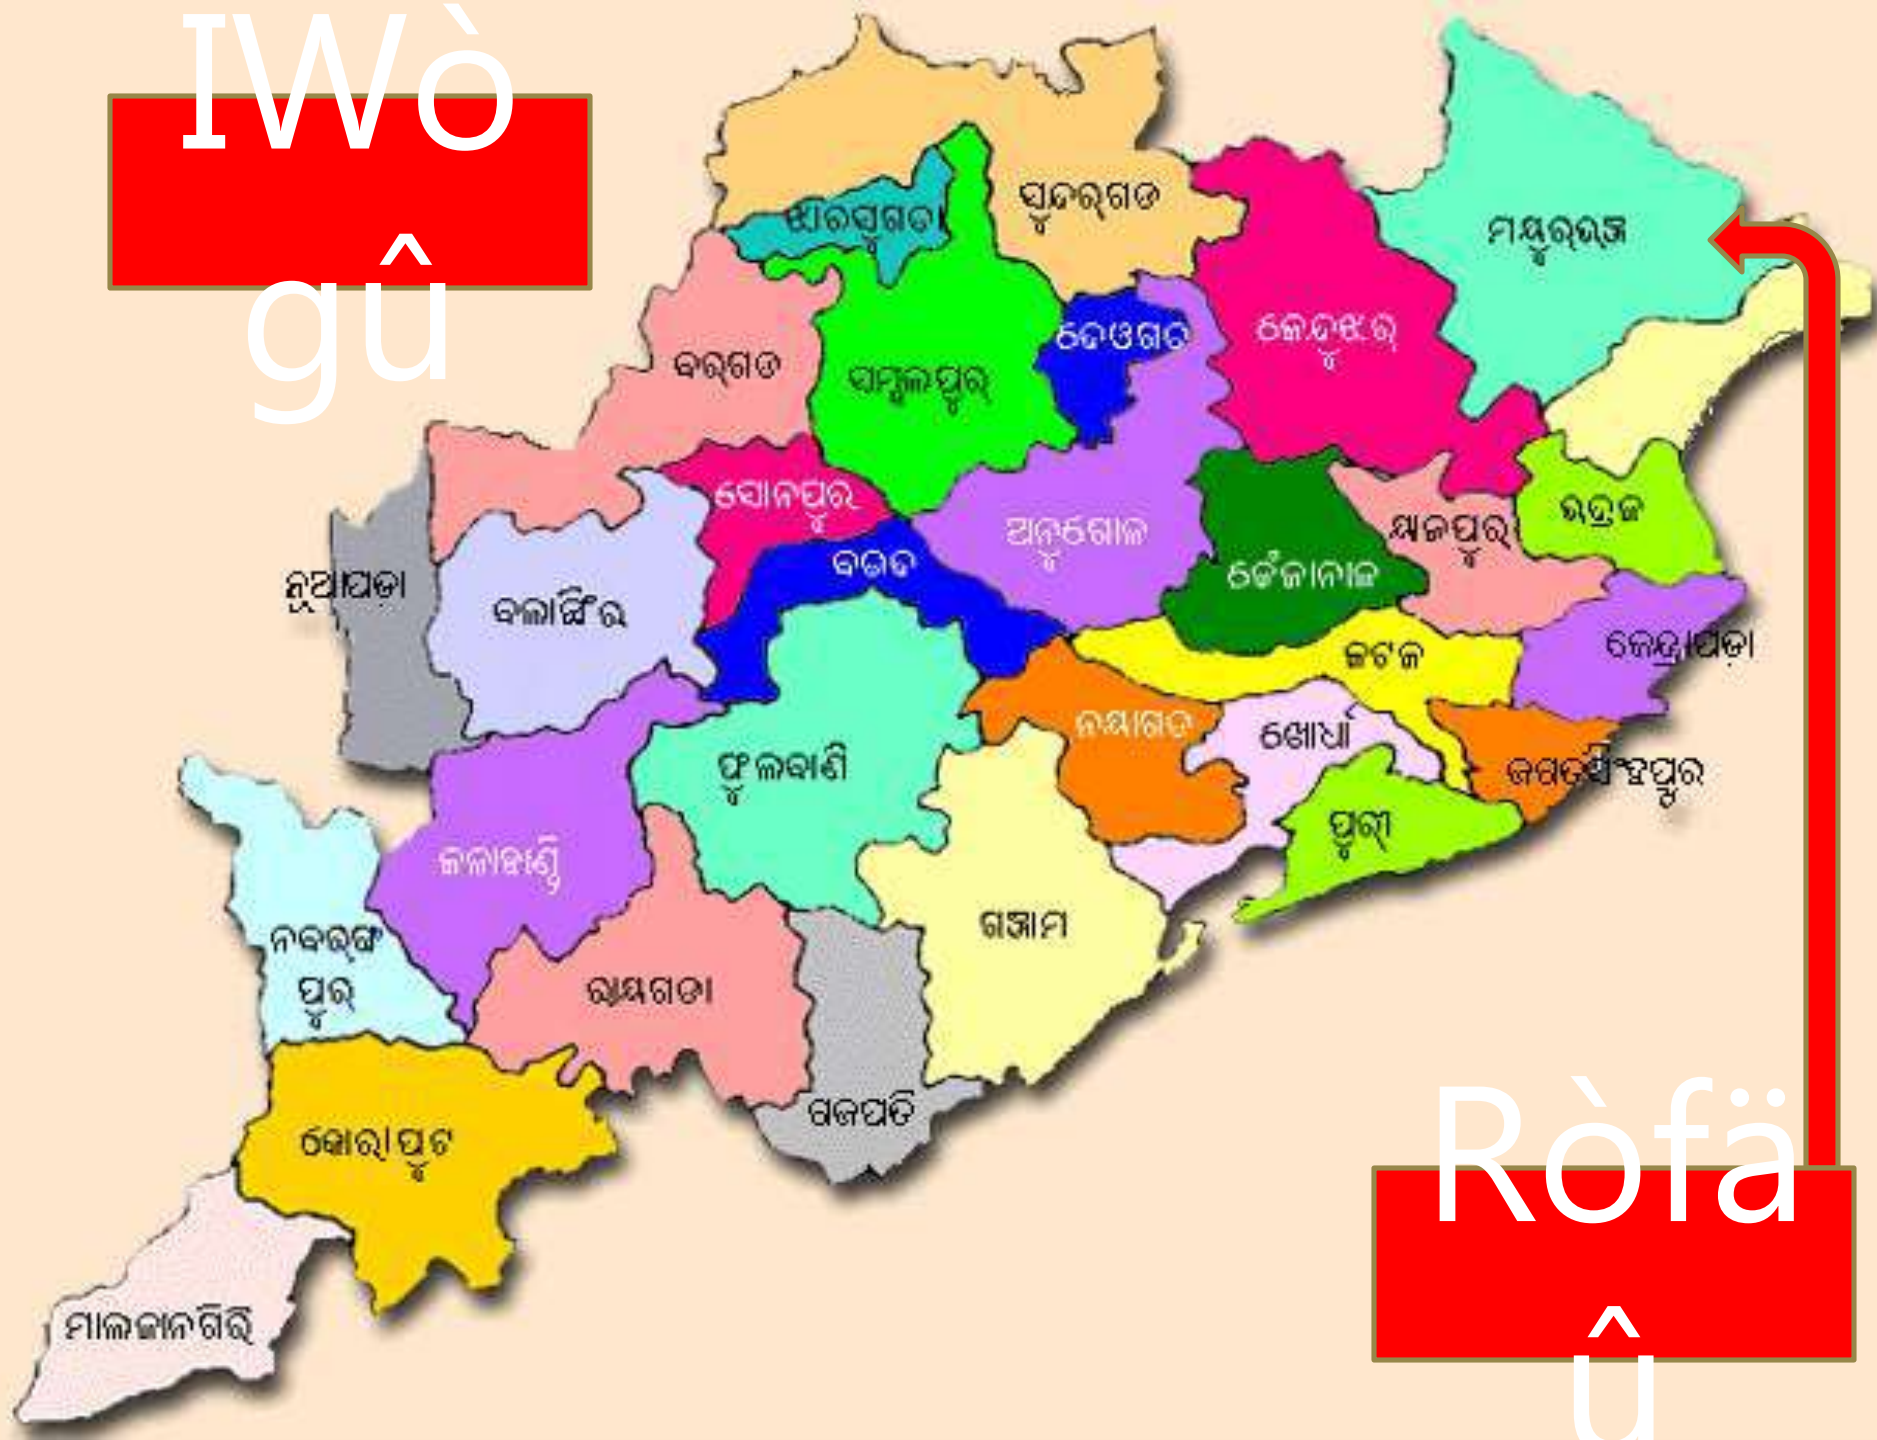 IWò
gû
ସୁନ୍ଦରଗଡ
ଝାରସୁଗଡା
ମୟୁରଭଞ୍ଜ
ଦେଓଗଡ
କେନ୍ଦୁଝର
ବରଗଡ
ସମ୍ବଲପୁର
ସୋନପୁର
ଅନୁଗୋଳ
ଭଦ୍ରକ
ଯାଜପୁର
ବଉଦ
ଢେଁକାନାଳ
ନୂଆପଡା
ବଲାଙ୍ଗିର
କଟକ
କେନ୍ଦ୍ରାପଡା
ନୟାଗଡ
ଖୋର୍ଧା
ଫୁଲବାଣି
ଜଗତସିଂହପୁର
ପୁରୀ
କଳାହାଣ୍ଡି
ଗଞ୍ଜାମ
ନବରଙ୍ଗ
ପୁର
ରାୟଗଡା
ଗଜପତି
କୋରାପୁଟ
ମାଲକାନଗିରି
Ròfä
û